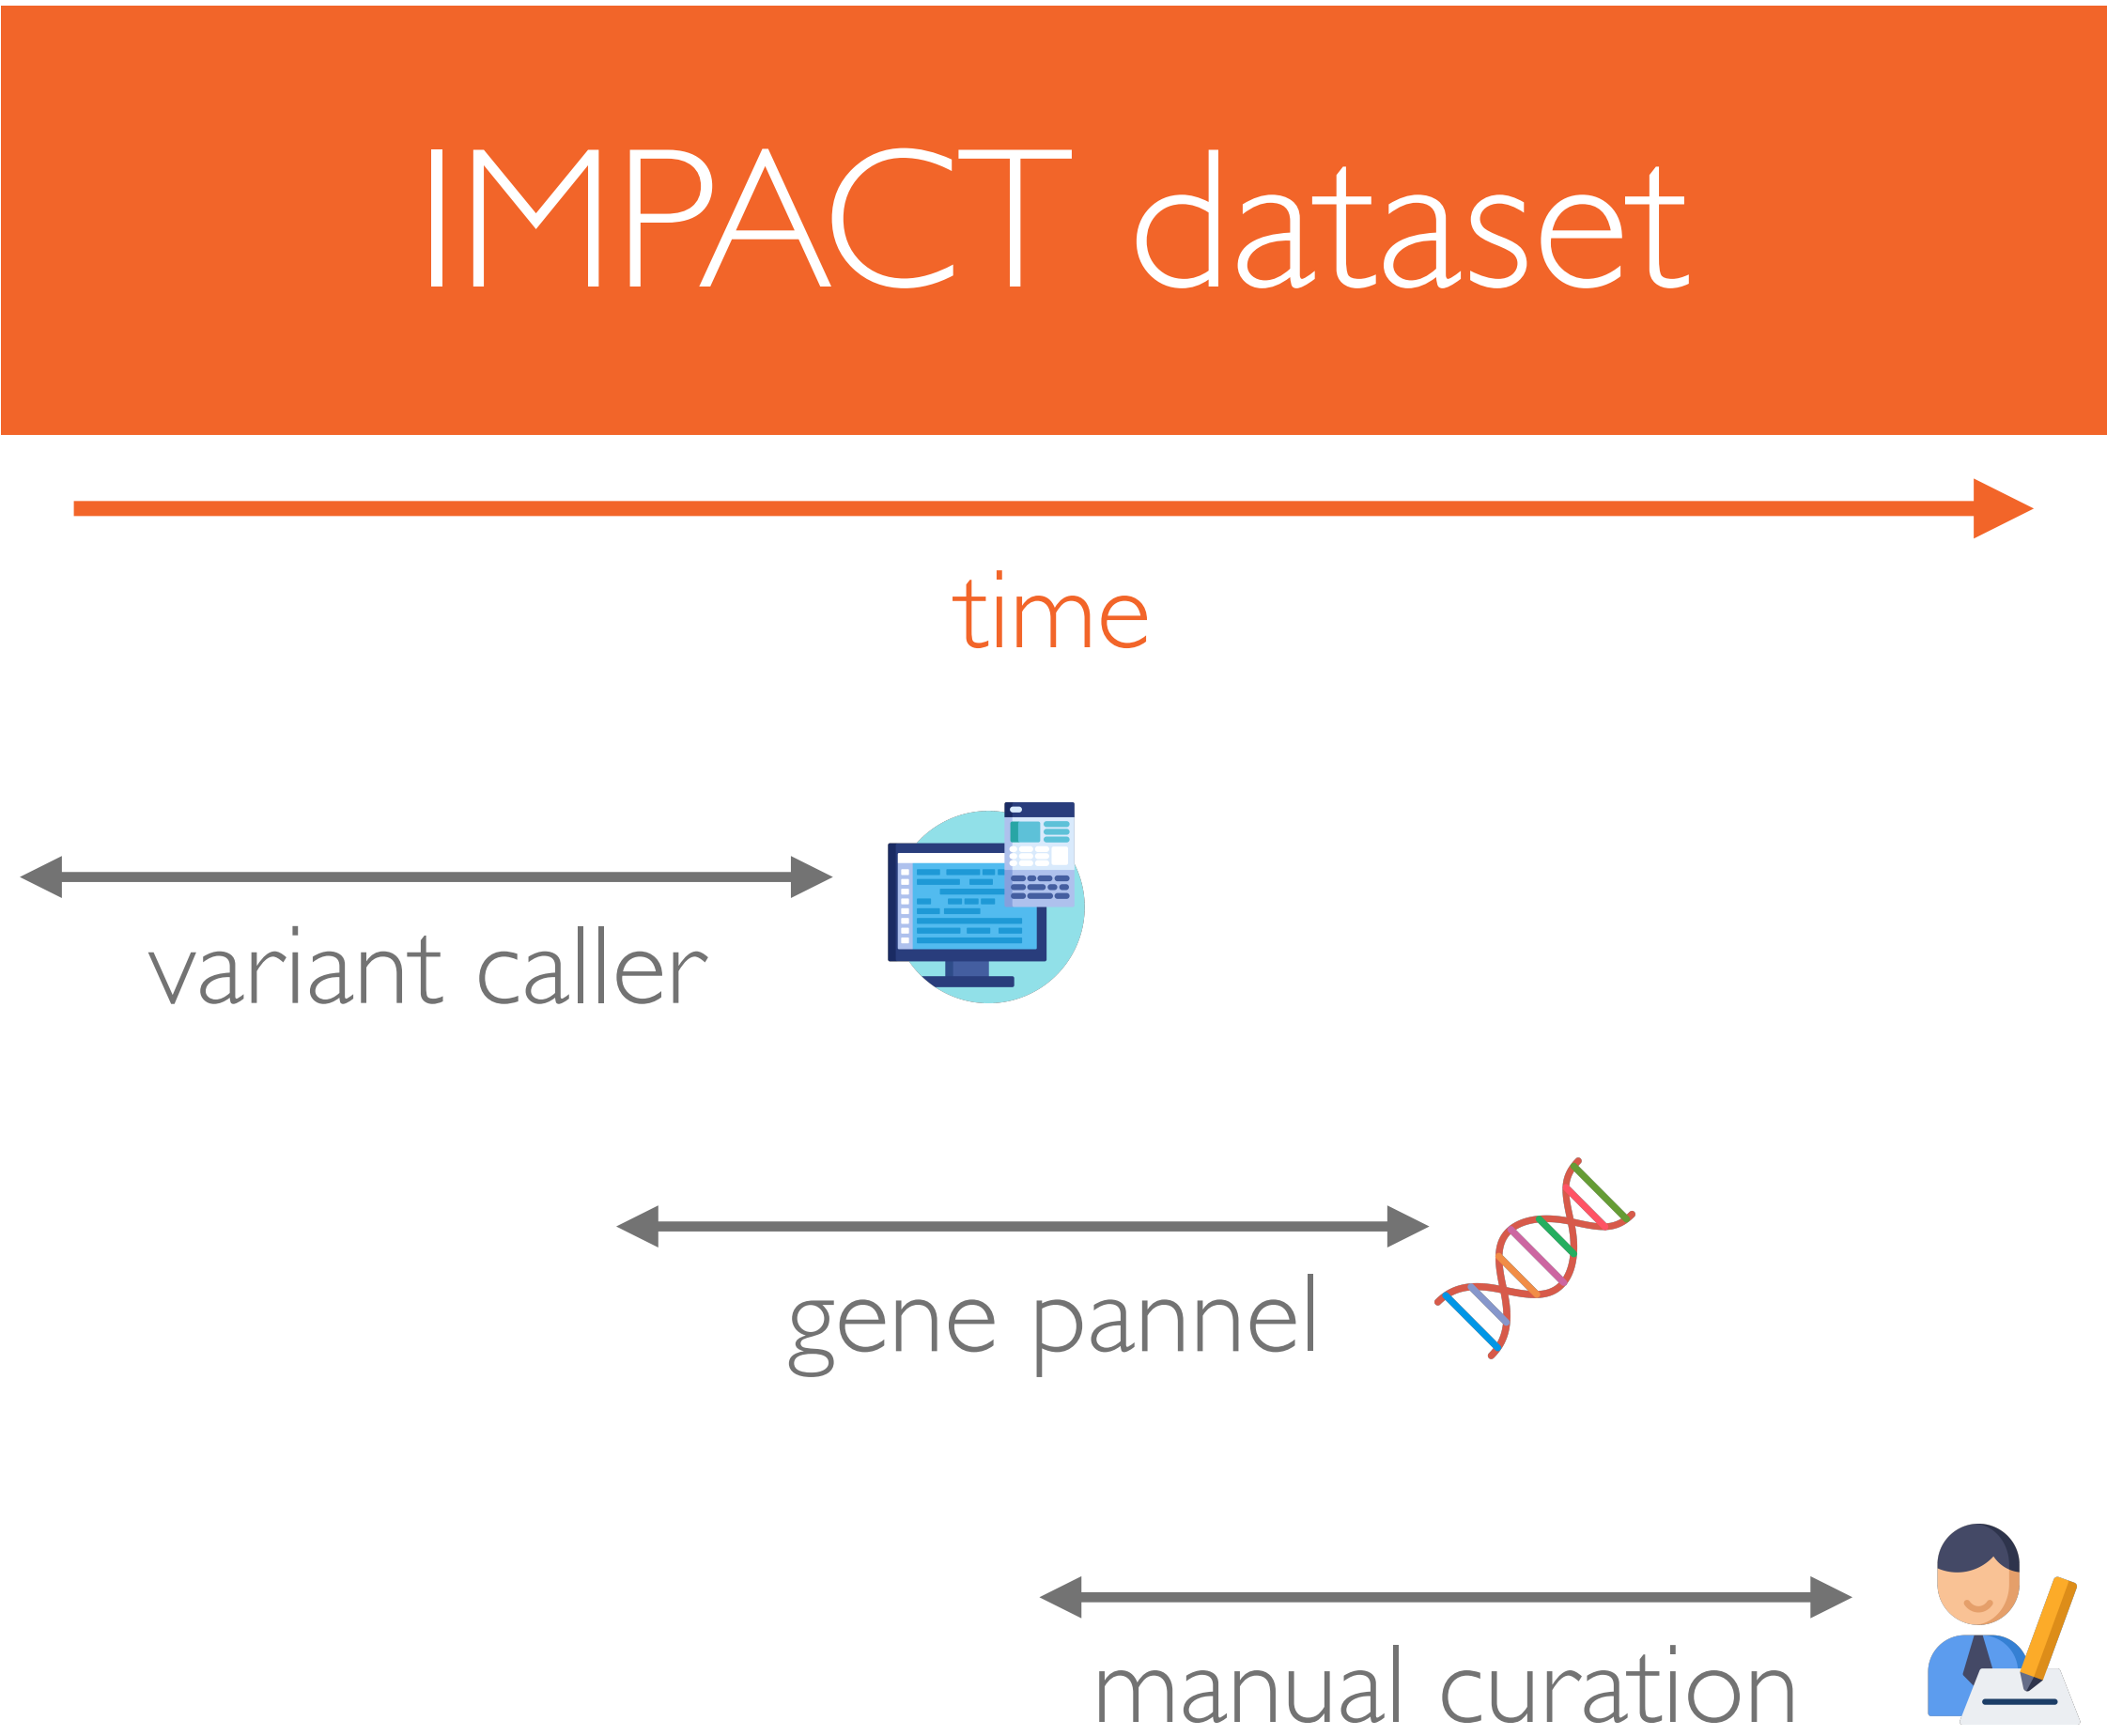 IMPACT dataset
time
variant caller
gene pannel
manual curation